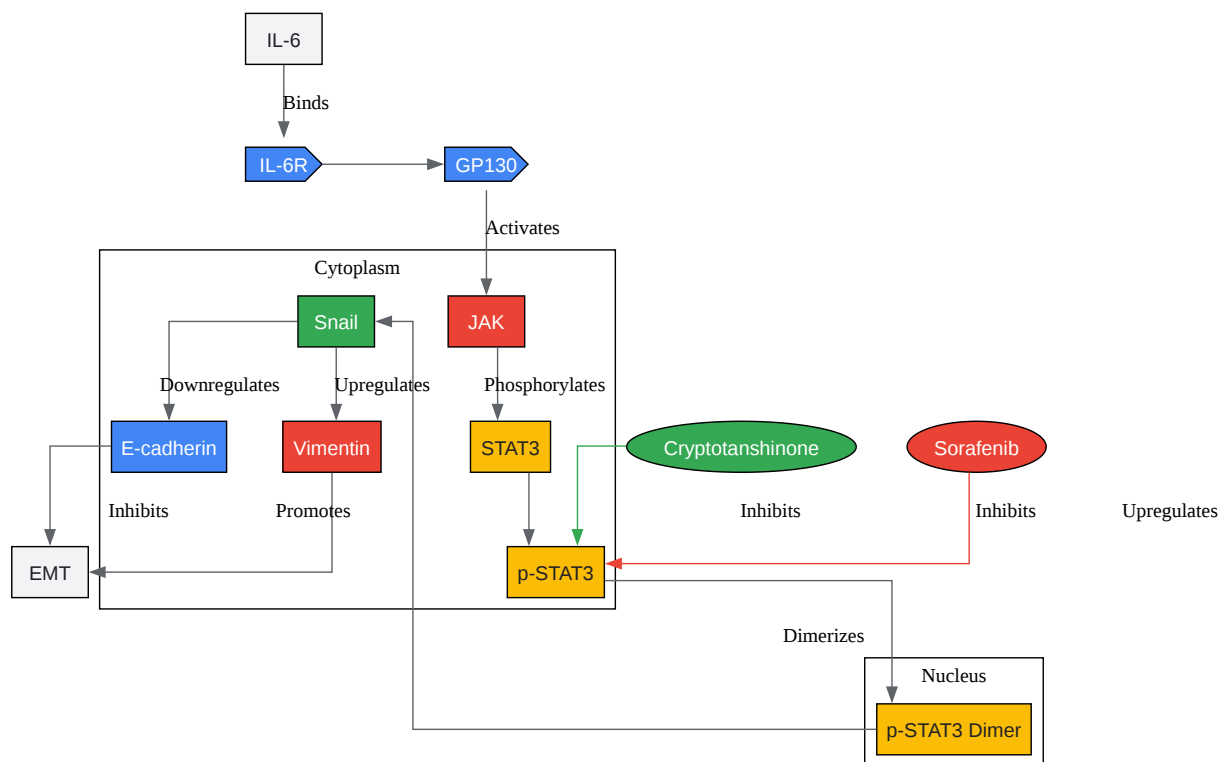 IL-6
Binds
IL-6R
GP130
Activates
Cytoplasm
Snail
JAK
Downregulates
Upregulates
Phosphorylates
E-cadherin
Vimentin
STAT3
Cryptotanshinone
Sorafenib
Inhibits
Promotes
Inhibits
Inhibits
Upregulates
EMT
p-STAT3
Dimerizes
Nucleus
p-STAT3 Dimer